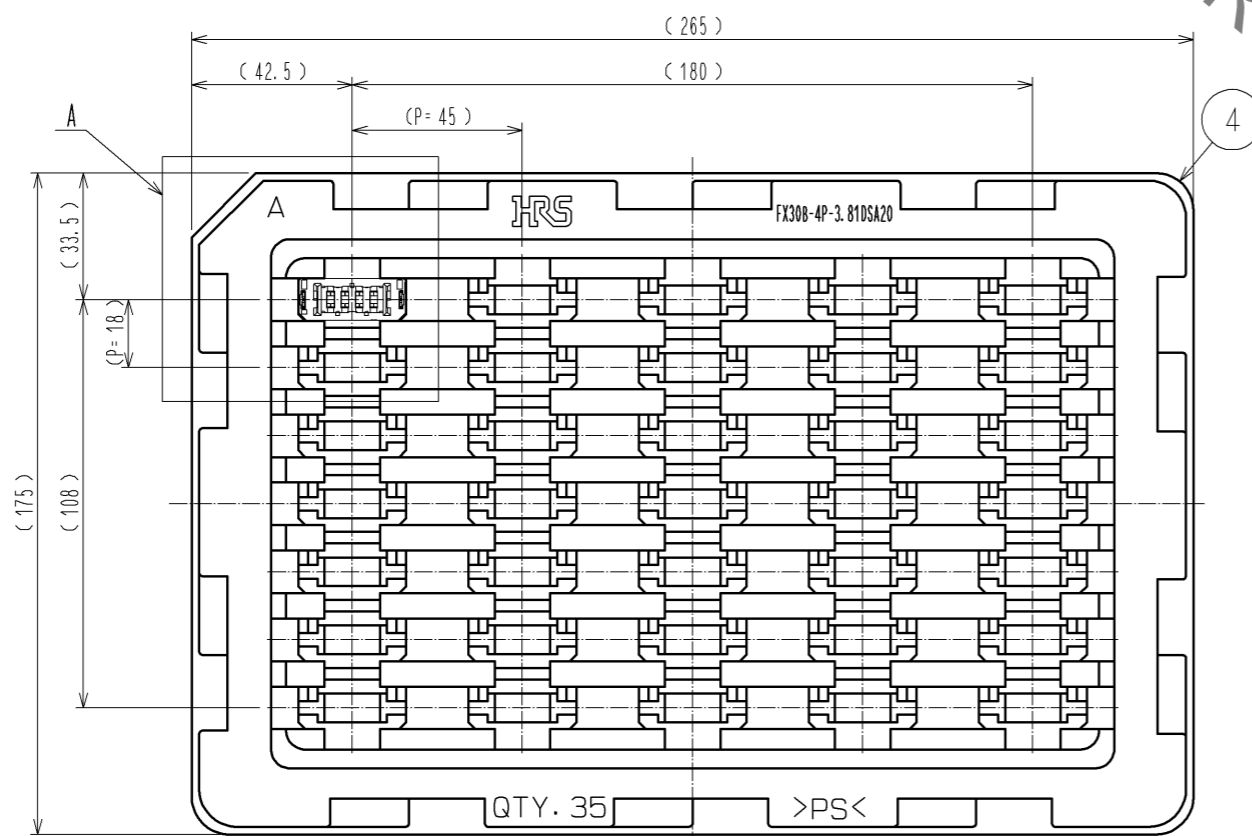 ( 265 )
( 42.5 )
( 180 )
(P= 45 )
A
4
A
HRS
FX30B-4P-3.81DSA20
( 33.5 )
(P= 18 )
( 108 )
( 175 )
QTY. 35
>PS<